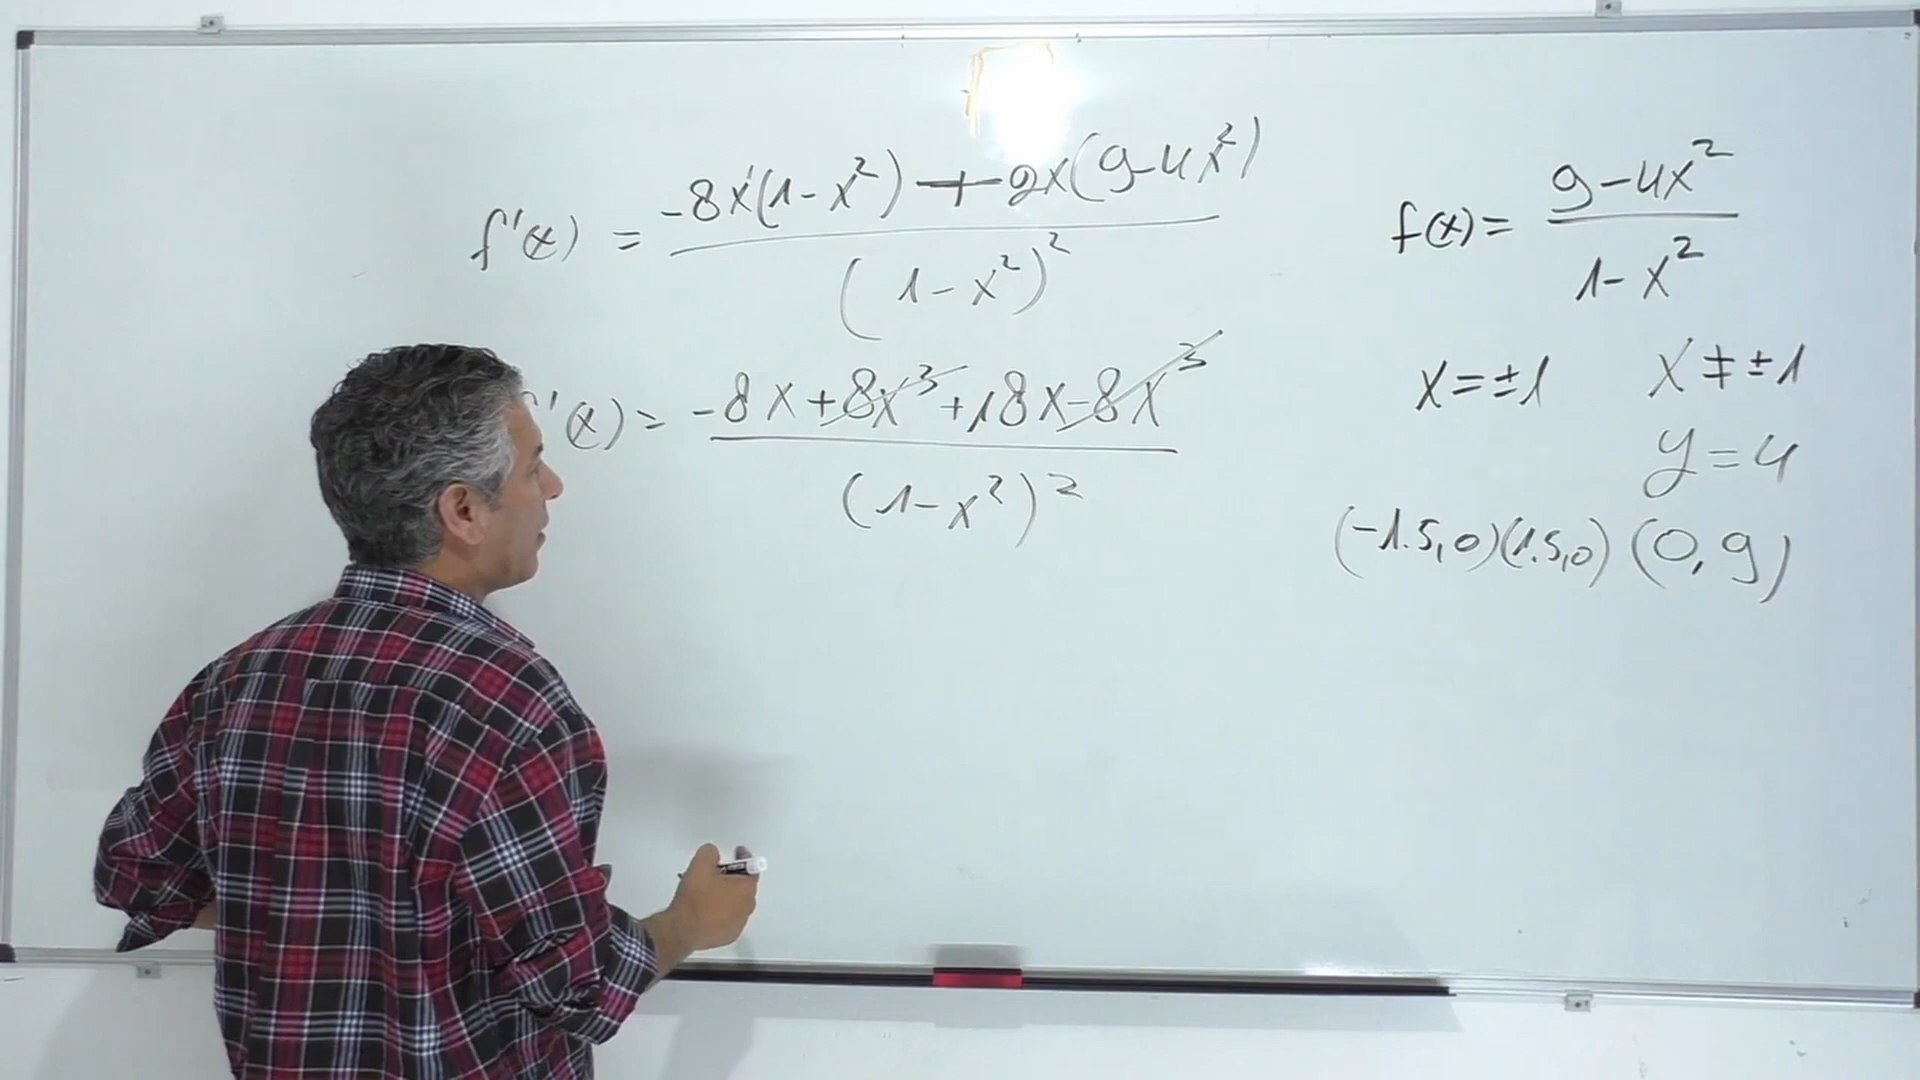 f'(x) = -8x(1-x²) + 2x(9-4x²)
(1-x²)²
'(x) = -8x+8x³+18x-8x³
(1-x²)²
f(x) = 9-4x²
1-x²
x=±1 x≠±1
y=4
(-1.5,0)(1.5,0) (0,9)